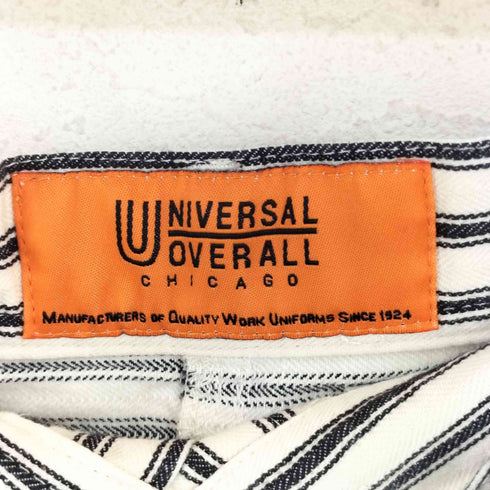 UNIVERSAL
OVERALL
CHICAGO
MANUFACTURERS OF QUALITY WORK UNIFORMS SINCE 1924